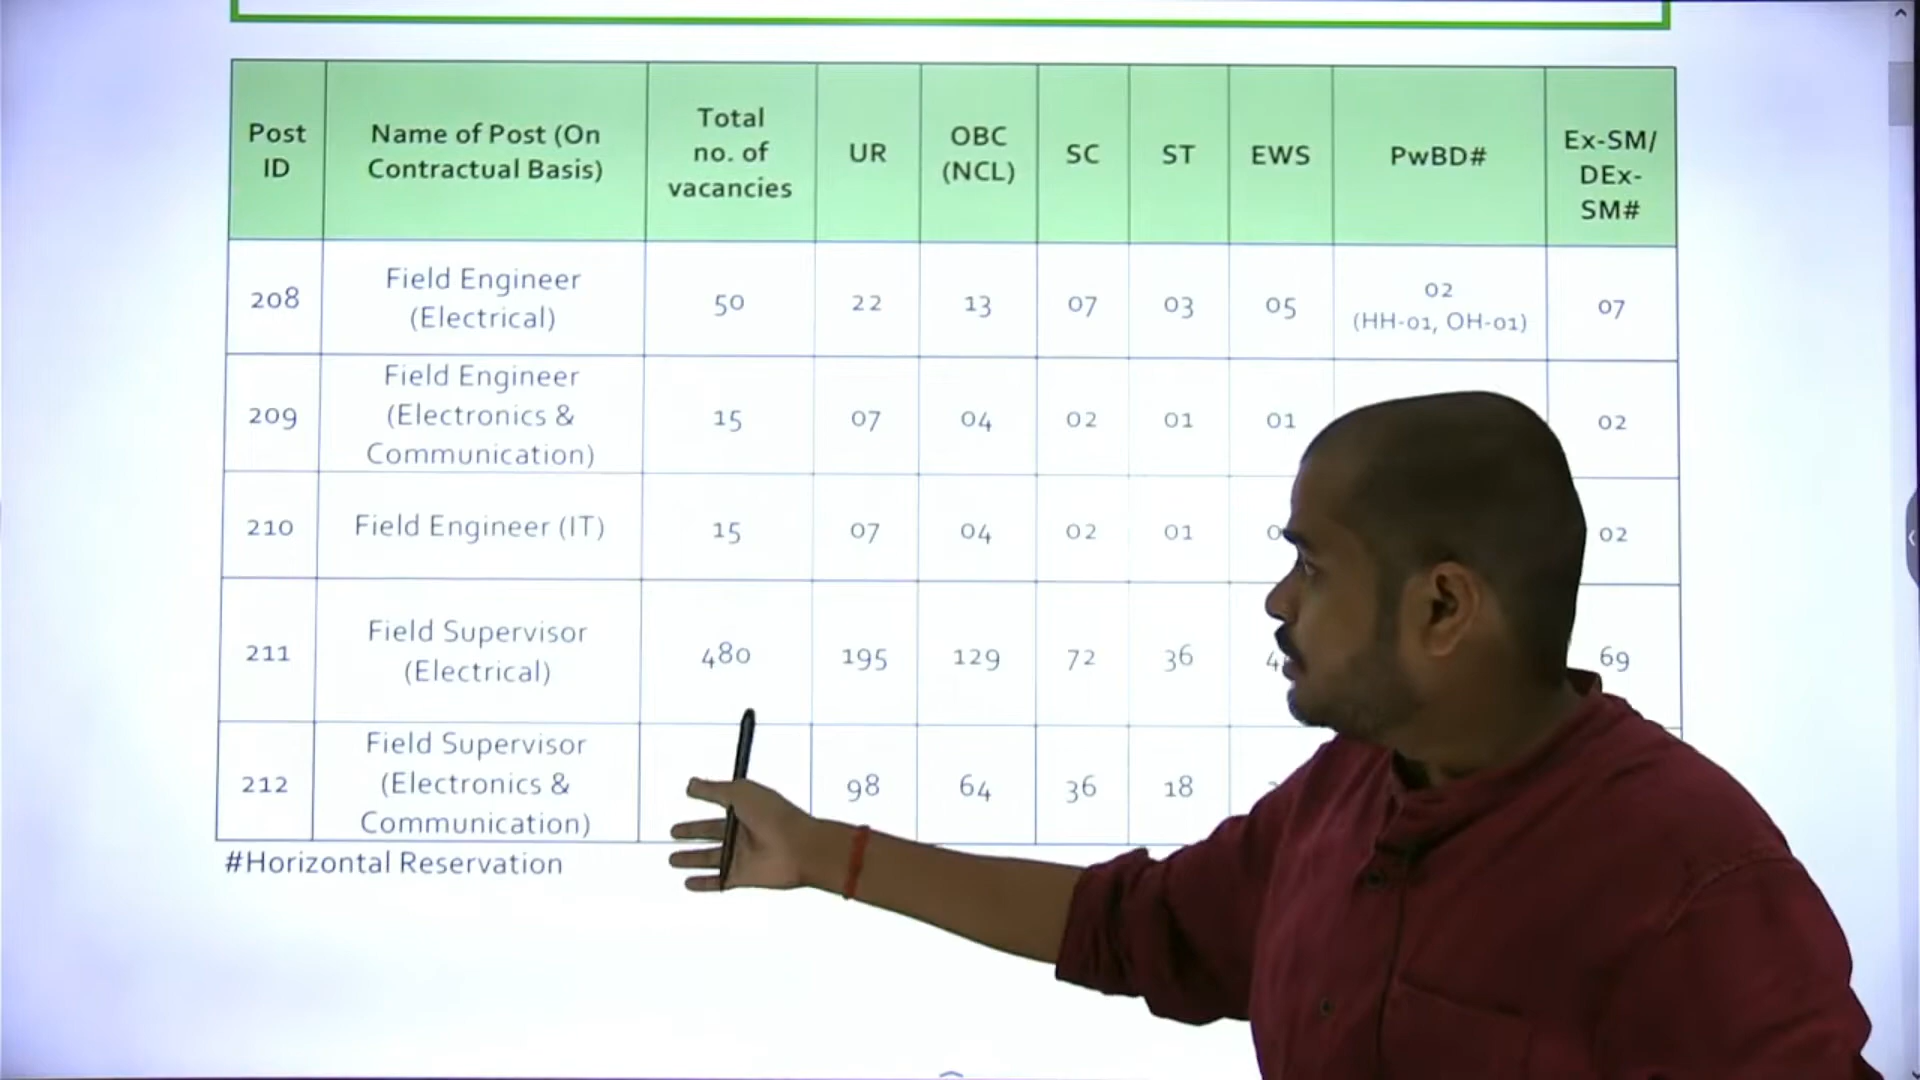 Post ID
Name of Post (On Contractual Basis)
Total no. of vacancies
UR
OBC (NCL)
SC
ST
EWS
PwBD#
Ex-SM/ DEx-SM#
208
Field Engineer (Electrical)
50
22
13
07
03
05
02
(HH-01, OH-01)
07
209
Field Engineer (Electronics & Communication)
15
07
04
02
01
01
02
210
Field Engineer (IT)
15
07
04
02
01
02
211
Field Supervisor (Electrical)
480
195
129
72
36
69
212
Field Supervisor (Electronics & Communication)
98
64
36
18
#Horizontal Reservation